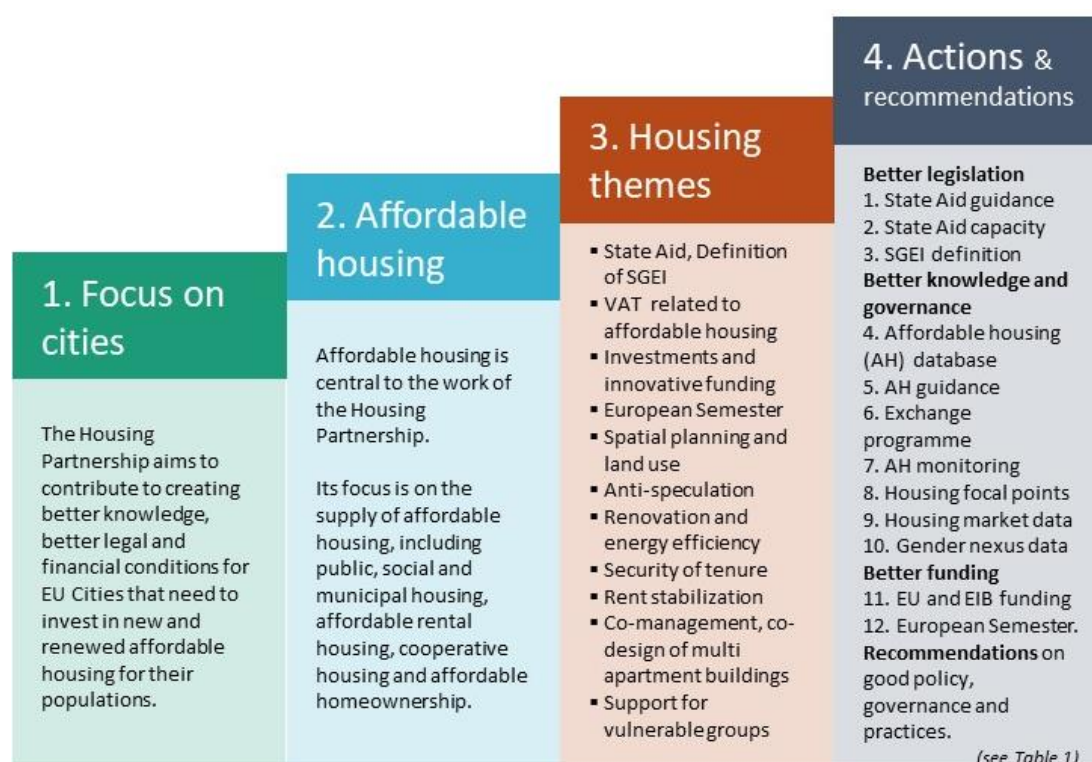 1. Focus on
cities
The Housing
Partnership aims to
contribute to creating
better knowledge,
better legal and
financial conditions for
EU Cities that need to
invest in new and
renewed affordable
housing for their
populations.
2. Affordable
housing
Affordable housing is
central to the work of
the Housing
Partnership.
Its focus is on the
supply of affordable
housing, including
public, social and
municipal housing,
affordable rental
housing, cooperative
housing and affordable
homeownership.
3. Housing
themes
▪ State Aid, Definition
of SGEI
▪ VAT related to
affordable housing
▪ Investments and
innovative funding
▪ European Semester
▪ Spatial planning and
land use
▪ Anti-speculation
▪ Renovation and
energy efficiency
▪ Security of tenure
▪ Rent stabilization
▪ Co-management, co-
design of multi
apartment buildings
▪ Support for
vulnerable groups
4. Actions &
recommendations
Better legislation
1. State Aid guidance
2. State Aid capacity
3. SGEI definition
Better knowledge and
governance
4. Affordable housing
(AH) database
5. AH guidance
6. Exchange
programme
7. AH monitoring
8. Housing focal points
9. Housing market data
10. Gender nexus data
Better funding
11. EU and EIB funding
12. European Semester.
Recommendations on
good policy,
governance and
practices.
(see Table 1)